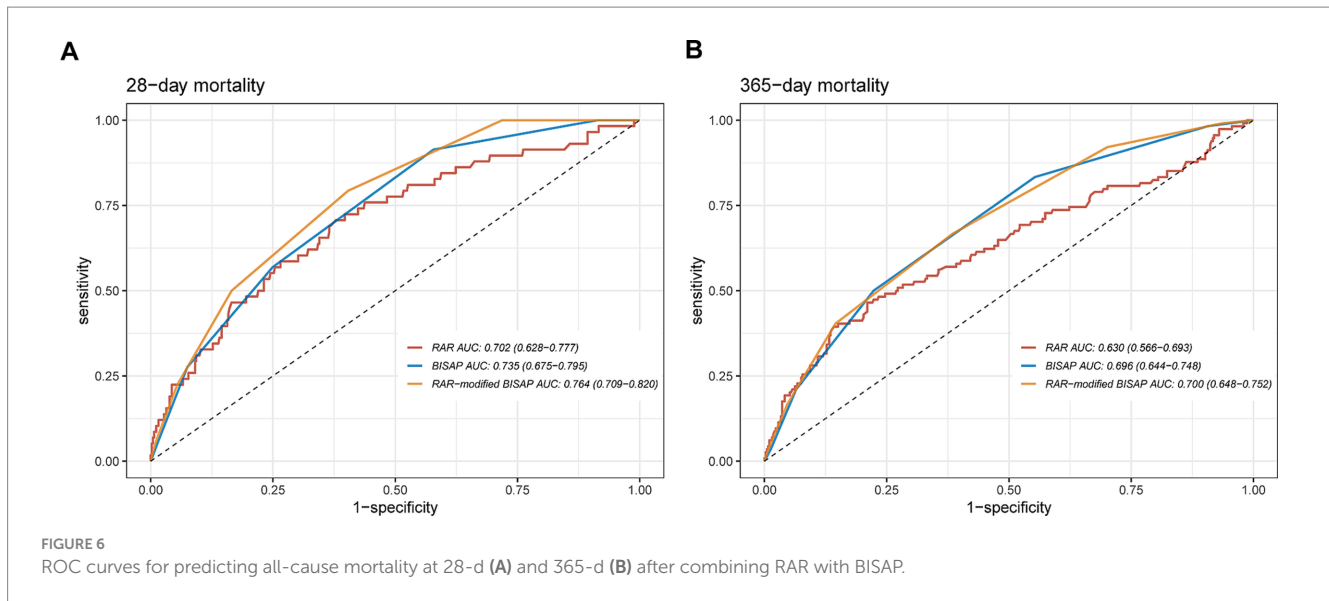 A
28-day mortality
1.00
0.75
0.50
0.25
0.00
sensitivity
RAR AUC: 0.702 (0.628-0.777)
BISAP AUC: 0.735 (0.675-0.795)
RAR-modified BISAP AUC: 0.764 (0.709-0.820)
0.00 0.25 0.50 0.75 1.00
1-specificity
B
365-day mortality
1.00
0.75
0.50
0.25
0.00
sensitivity
RAR AUC: 0.630 (0.566-0.693)
BISAP AUC: 0.696 (0.644-0.748)
RAR-modified BISAP AUC: 0.700 (0.648-0.752)
0.00 0.25 0.50 0.75 1.00
1-specificity
FIGURE 6
ROC curves for predicting all-cause mortality at 28-d (A) and 365-d (B) after combining RAR with BISAP.